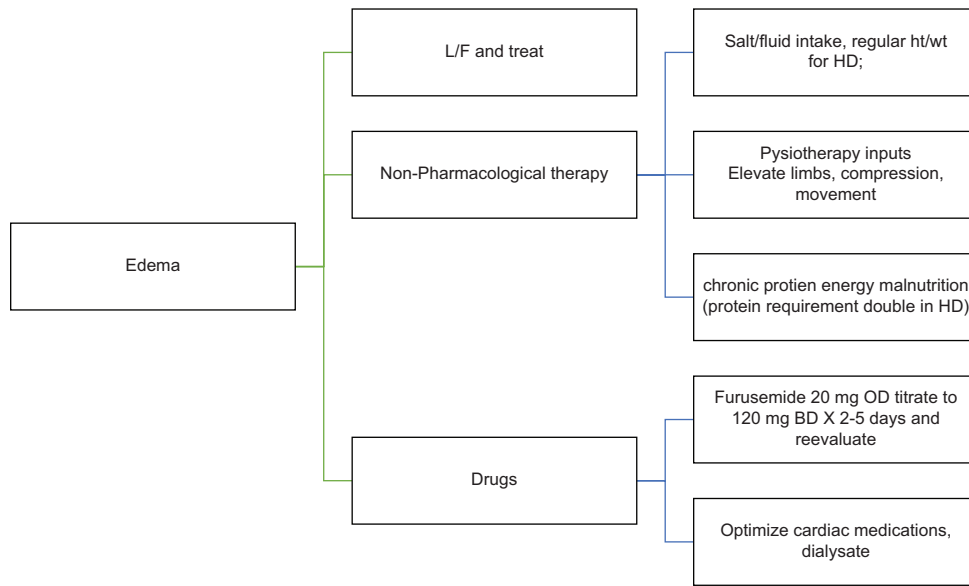 Edema
L/F and treat
Non-Pharmacological therapy
Salt/fluid intake, regular ht/wt
for HD;
Pysiotherapy inputs
Elevate limbs, compression,
movement
chronic protien energy malnutrition
(protein requirement double in HD)
Drugs
Furusemide 20 mg OD titrate to
120 mg BD X 2-5 days and
reevaluate
Optimize cardiac medications,
dialysate